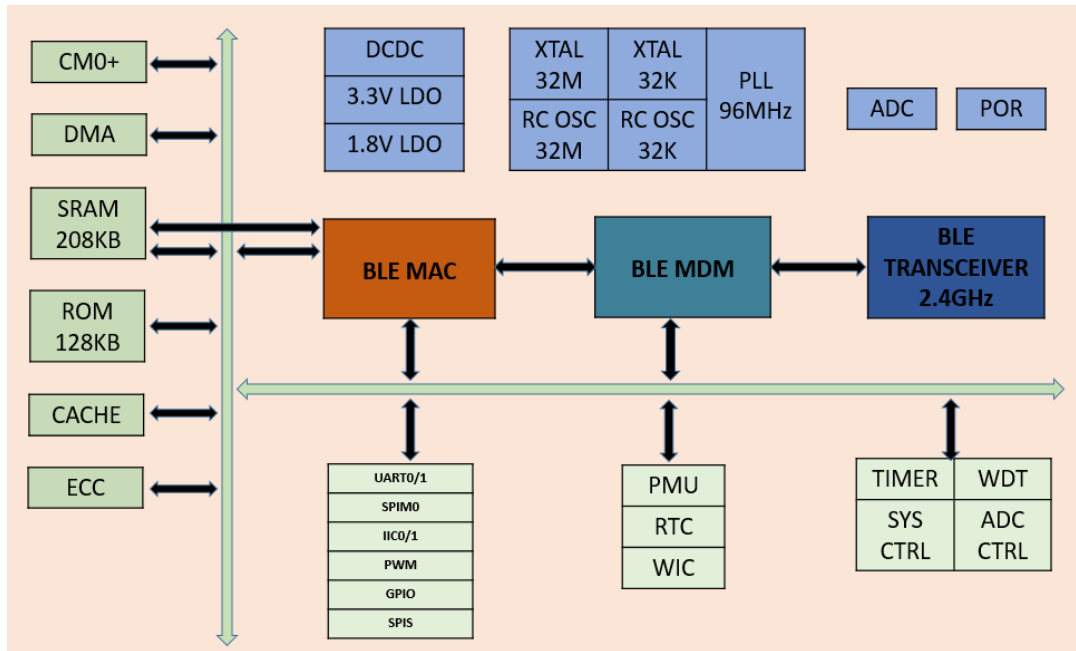 CM0+
DMA
SRAM
208KB
ROM
128KB
CACHE
ECC
DCDC
3.3V LDO
1.8V LDO
XTAL
32M
XTAL
32K
RC OSC
32M
RC OSC
32K
PLL
96MHz
ADC
POR
BLE MAC
BLE MDM
BLE
TRANSCEIVER
2.4GHz
UART0/1
SPIM0
IIC0/1
PWM
GPIO
SPIS
PMU
RTC
WIC
TIMER
WDT
SYS
CTRL
ADC
CTRL